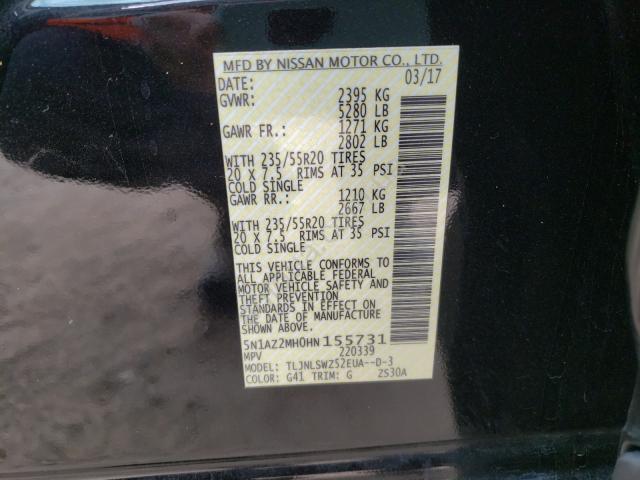 MFD BY NISSAN MOTOR CO., LTD.
DATE: 03/17
GVWR: 2395 KG
5280 LB
GAWR FR.: 1271 KG
2802 LB
WITH 235/55R20 TIRES
20 X 7.5 RIMS AT 35 PSI
COLD SINGLE
GAWR RR.: 1210 KG
2667 LB
WITH 235/55R20 TIRES
20 X 7.5 RIMS AT 35 PSI
COLD SINGLE
THIS VEHICLE CONFORMS TO
ALL APPLICABLE FEDERAL
MOTOR VEHICLE SAFETY AND
THEFT PREVENTION
STANDARDS IN EFFECT ON
THE DATE OF MANUFACTURE
SHOWN ABOVE.
5N1AZ2MH0HN155731
MPV 220339
MODEL: TLJNLSWZ52EUA--D-3
COLOR: G41 TRIM: G ZS30A